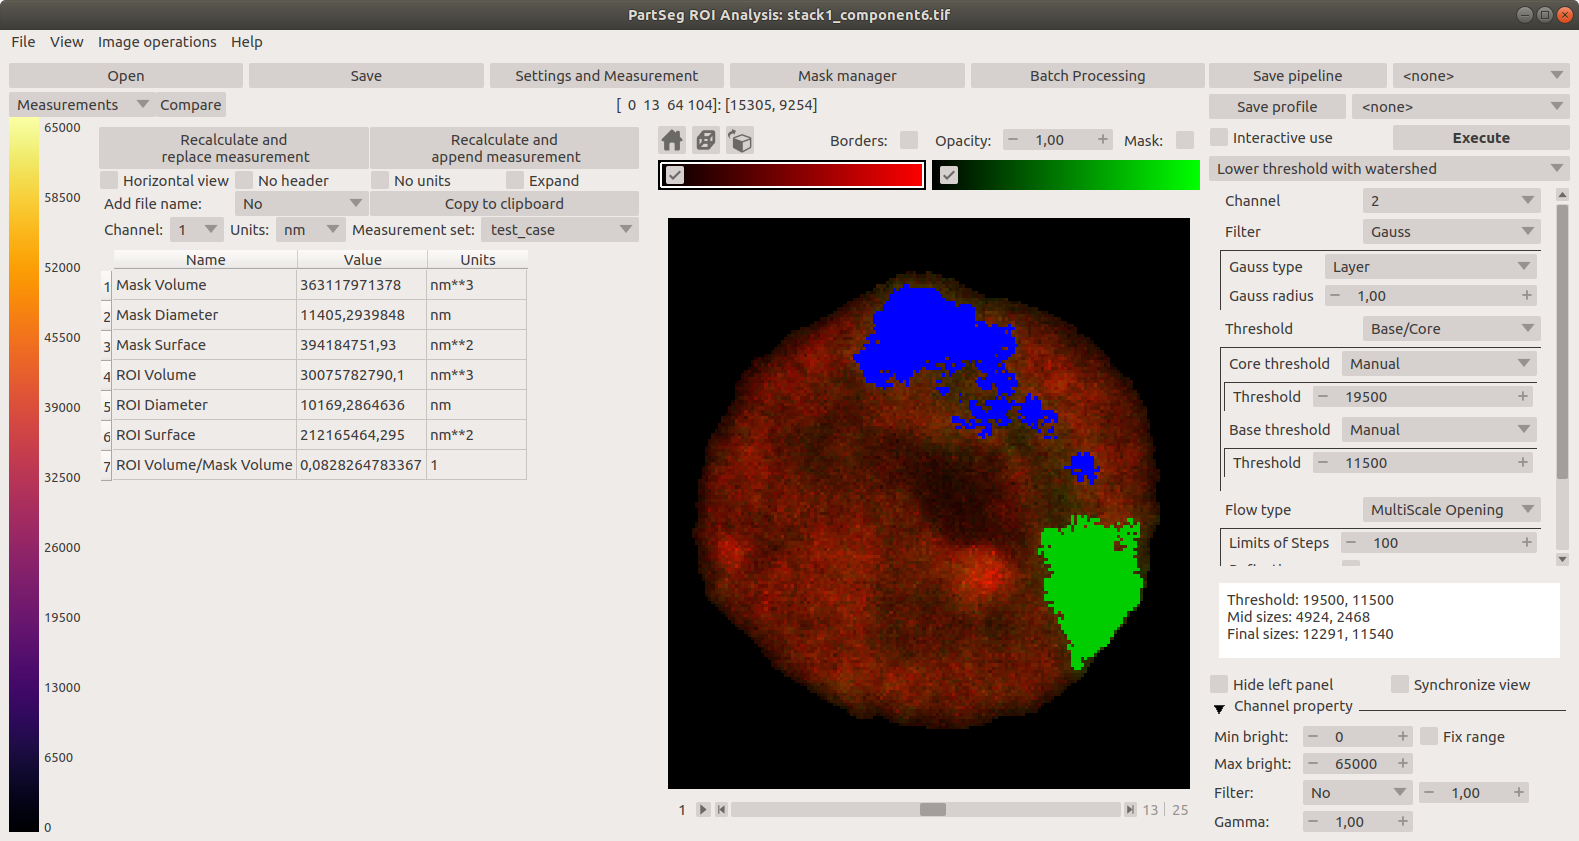 PartSeg ROI Analysis: stack1_component6.tif
File View Image operations Help
Open Save Settings and Measurement Mask manager Batch Processing Save pipeline <none>
Measurements Compare [ 0 13 64 104]: [15305, 9254] Save profile <none>
65000
58500
52000
45500
39000
32500
26000
19500
13000
6500
0
Recalculate and
replace measurement
Recalculate and
append measurement
Horizontal view No header No units Expand
Add file name: No Copy to clipboard
Channel: 1 Units: nm Measurement set: test_case
Name Value Units
1 Mask Volume 363117971378 nm**3
2 Mask Diameter 11405,2939848 nm
3 Mask Surface 394184751,93 nm**2
4 ROI Volume 30075782790,1 nm**3
5 ROI Diameter 10169,2864636 nm
6 ROI Surface 212165464,295 nm**2
7 ROI Volume/Mask Volume 0,0828264783367 1
Borders: Opacity: − 1,00 + Mask:
1 13 | 25
Interactive use Execute
Lower threshold with watershed
Channel 2
Filter Gauss
Gauss type Layer
Gauss radius − 1,00 +
Threshold Base/Core
Core threshold Manual
Threshold − 19500 +
Base threshold Manual
Threshold − 11500 +
Flow type MultiScale Opening
Limits of Steps − 100 +
Threshold: 19500, 11500
Mid sizes: 4924, 2468
Final sizes: 12291, 11540
Hide left panel Synchronize view
Channel property
Min bright: − 0 + Fix range
Max bright: − 65000 +
Filter: No − 1,00 +
Gamma: − 1,00 +